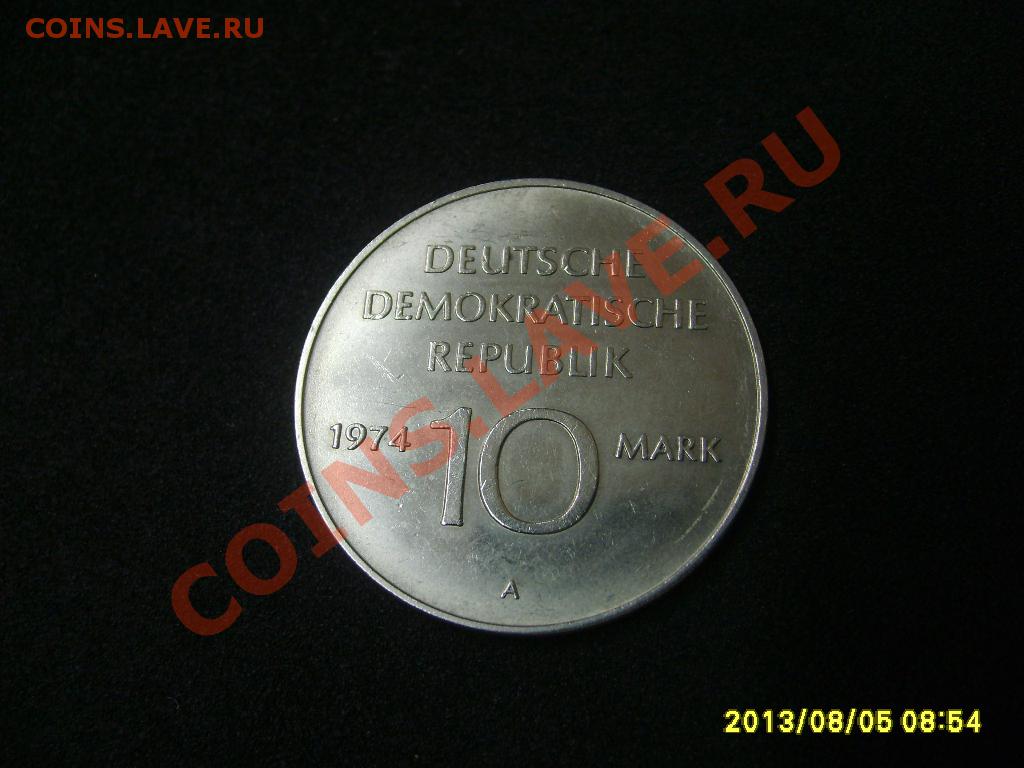 COINS.LAVE.RU
DEUTSCHE
DEMOKRATISCHE
REPUBLIK
1974 10 MARK
A
COINS.LAVE.RU
2013/08/05 08:54